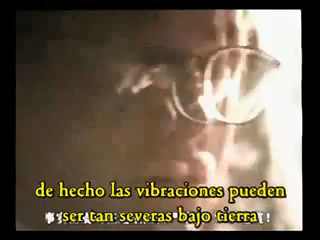 de hecho las vibraciones pueden
ser tan severas bajo tierra
!